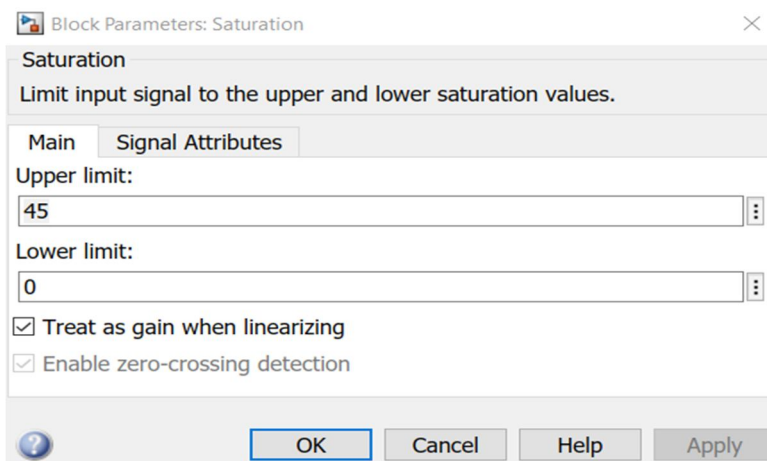 Block Parameters: Saturation
Saturation
Limit input signal to the upper and lower saturation values.
Main Signal Attributes
Upper limit:
45
Lower limit:
0
Treat as gain when linearizing
Enable zero-crossing detection
? OK Cancel Help Apply